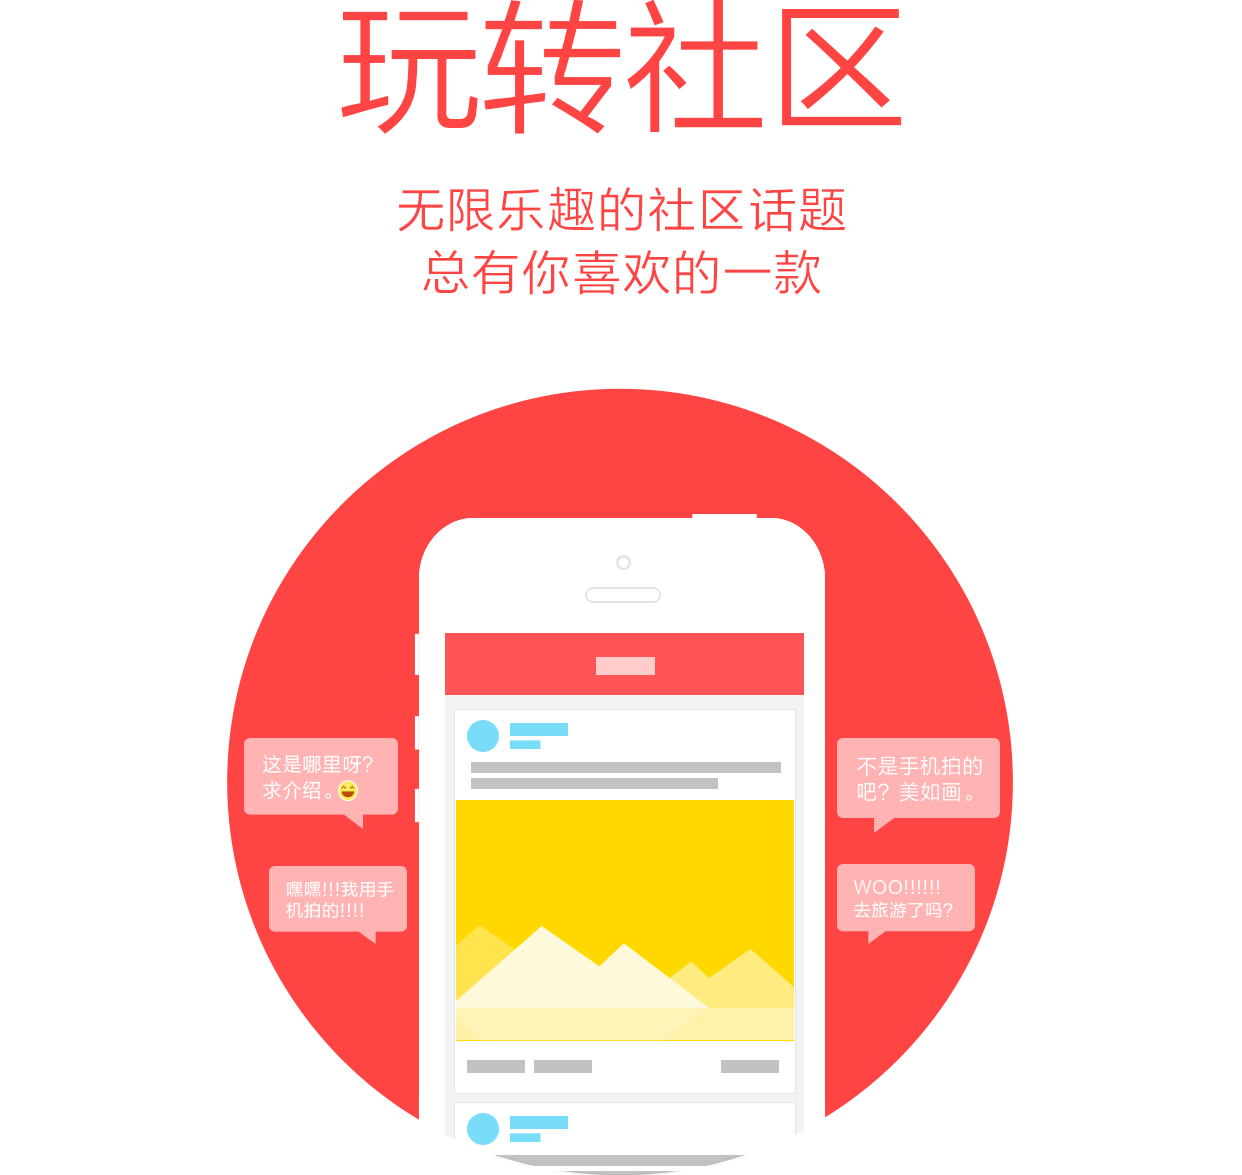 玩转社区
无限乐趣的社区话题
总有你喜欢的一款
这是哪里呀?
求介绍。
不是手机拍的
吧? 美如画。
嘿嘿!!!我用手
机拍的!!!!
WOO!!!!!!
去旅游了吗?